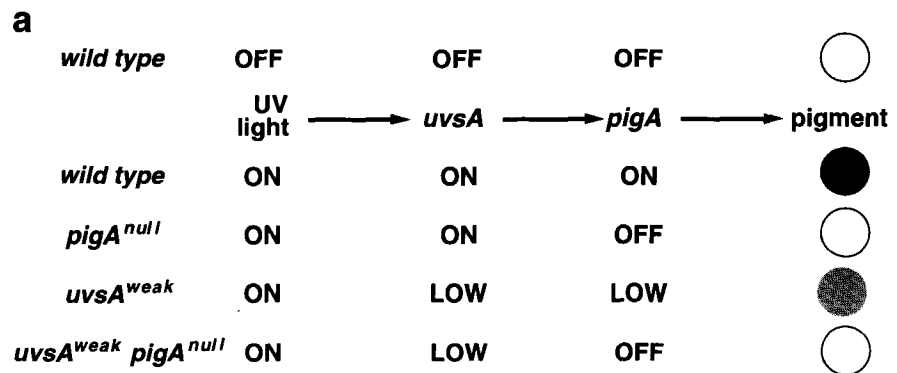 a
wild type OFF OFF OFF
UV light uvsA pigA pigment
wild type ON ON ON
pigA^null ON ON OFF
uvsA^weak ON LOW LOW
uvsA^weak pigA^null ON LOW OFF